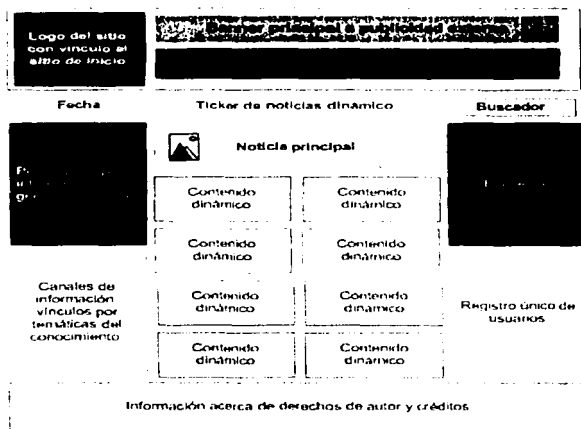 Logo del sitio
con vínculo al
sitio de inicio
Fecha
Ticker de noticias dinámico
Buscador
Noticia principal
Contenido
dinámico
Contenido
dinámico
Contenido
dinámico
Contenido
dinámico
Contenido
dinámico
Contenido
dinámico
Contenido
dinámico
Contenido
dinámico
Canales de
información
vínculos por
temáticas del
conocimiento
Registro único de
usuarios
Información acerca de derechos de autor y créditos